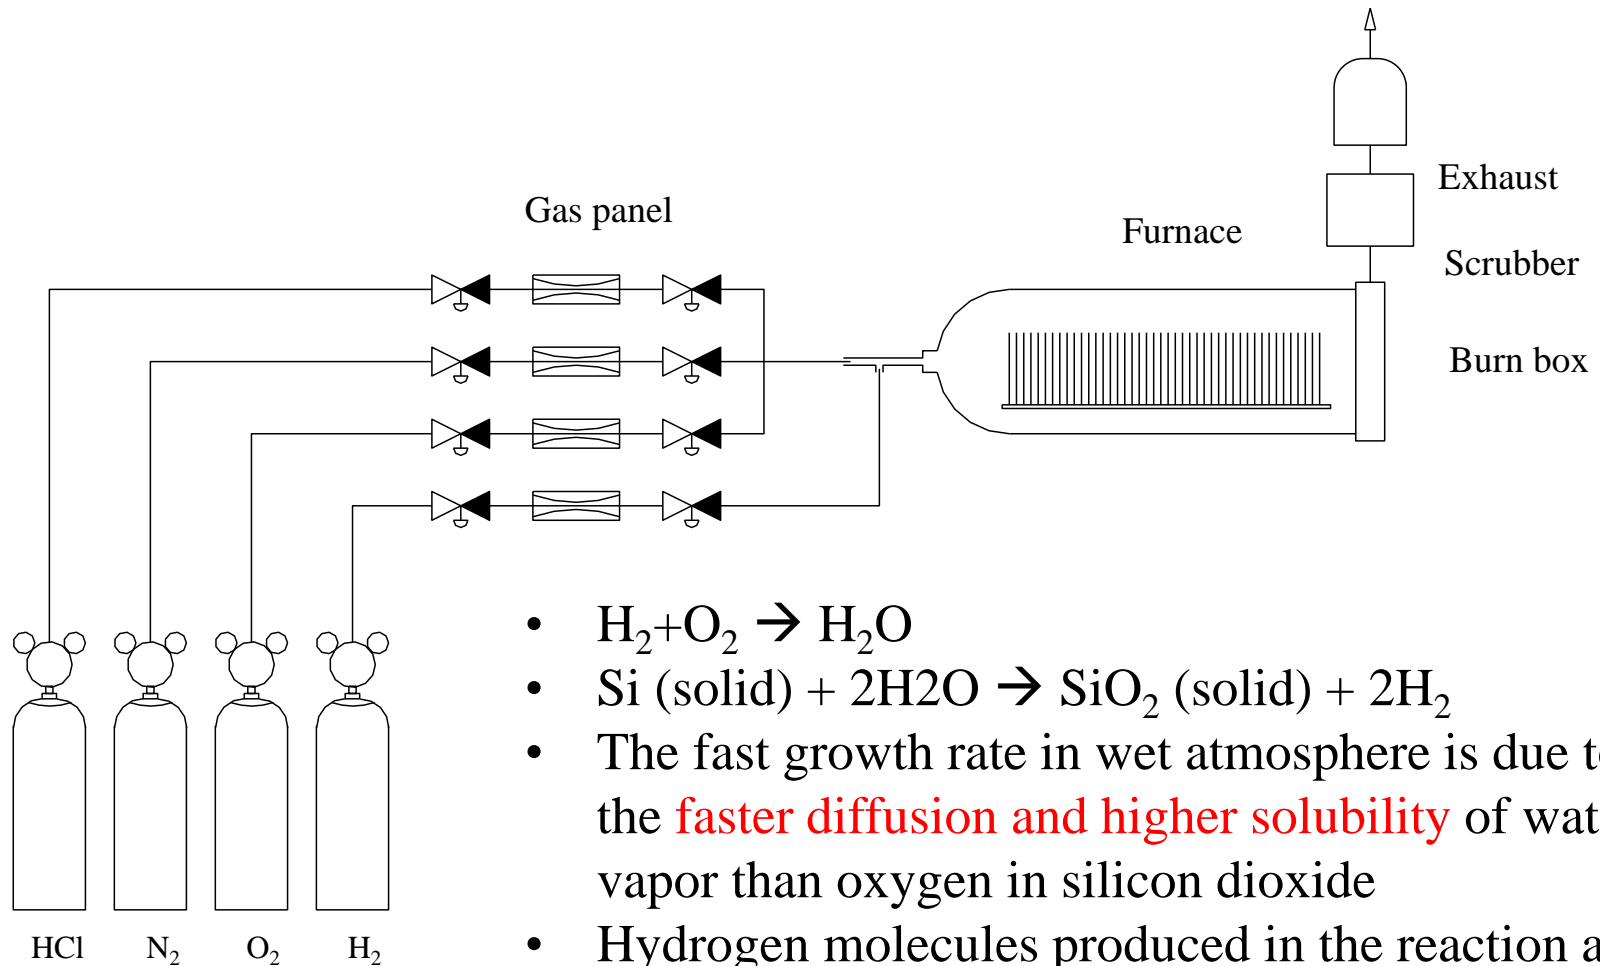 Exhaust
Gas panel
Furnace
Scrubber
Burn box
• H₂+O₂ → H₂O
• Si (solid) + 2H2O → SiO₂ (solid) + 2H₂
• The fast growth rate in wet atmosphere is due
the faster diffusion and higher solubility of
vapor than oxygen in silicon dioxide
• Hydrogen molecules produced in the reaction
HCl N₂ O₂ H₂